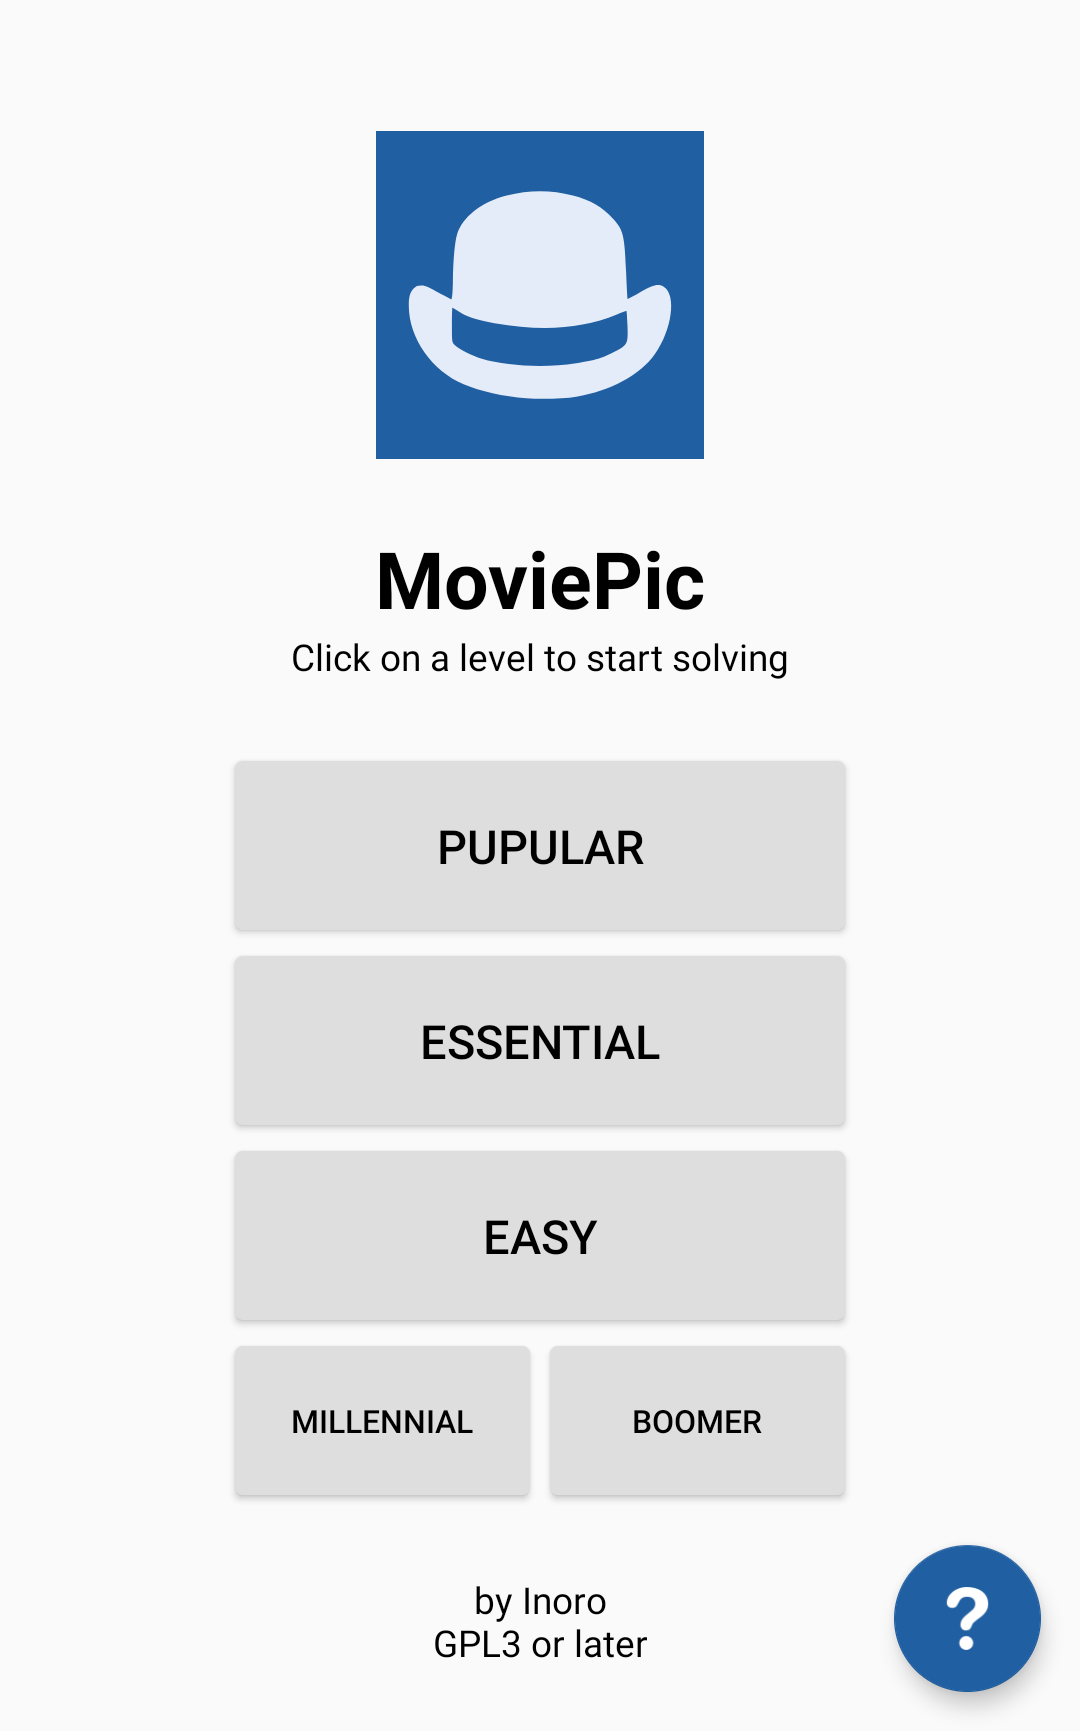 MoviePic
Click on a level to start solving
PUPULAR
ESSENTIAL
EASY
MILLENNIAL BOOMER
by Inoro
GPL3 or later
?